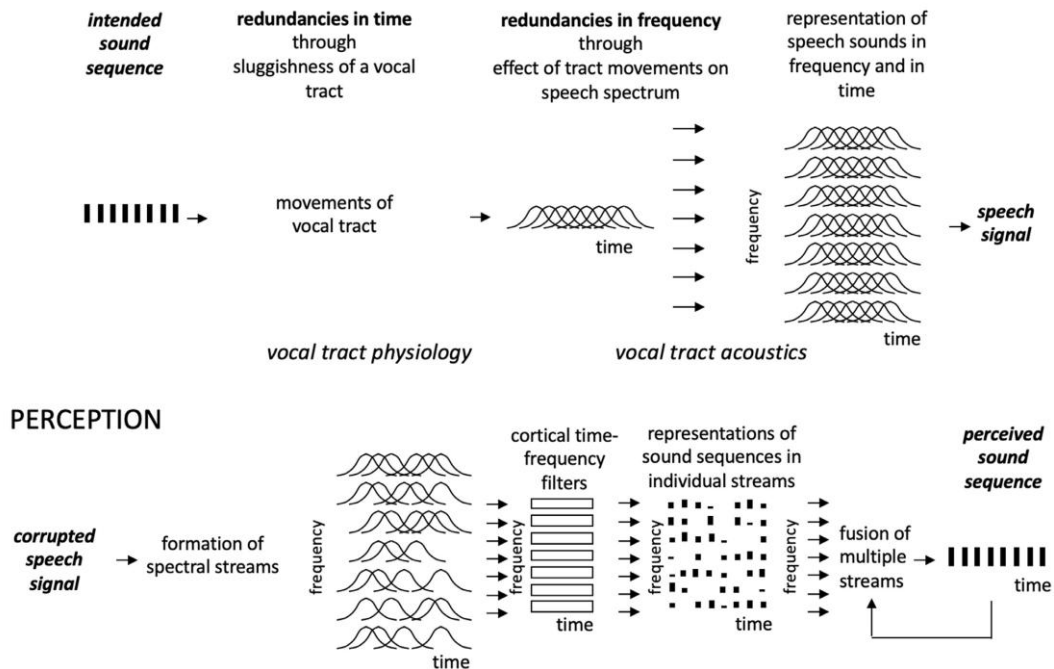 intended
sound
sequence
redundancies in time
through
sluggishness of a vocal
tract
redundancies in frequency
through
effect of tract movements on
speech spectrum
representation of
speech sounds in
frequency and in
time
movements of
vocal tract
time
frequency
speech
signal
time
vocal tract physiology
vocal tract acoustics
PERCEPTION
corrupted
speech
signal
formation of
spectral streams
frequency
time
cortical time-
frequency
filters
frequency
time
representations of
sound sequences in
individual streams
frequency
time
frequency
fusion of
multiple
streams
perceived
sound
sequence
time